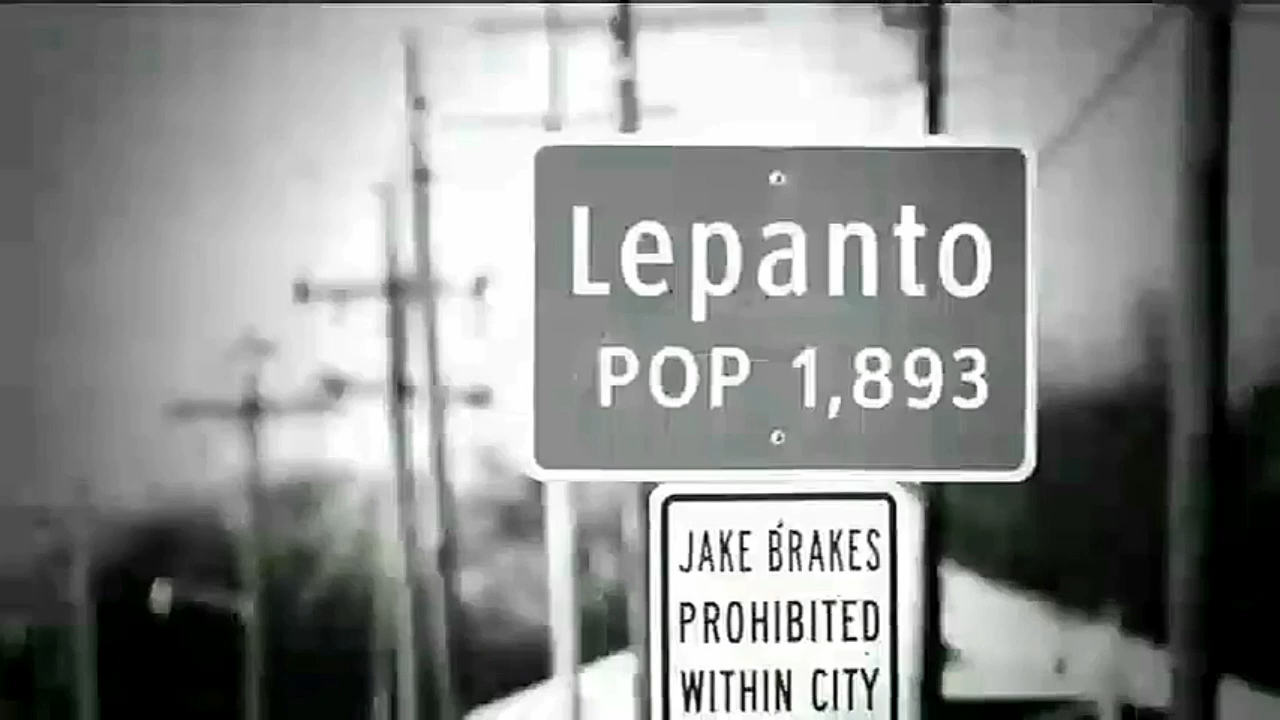 Lepanto
POP 1,893
JAKE BRAKES
PROHIBITED
WITHIN CITY